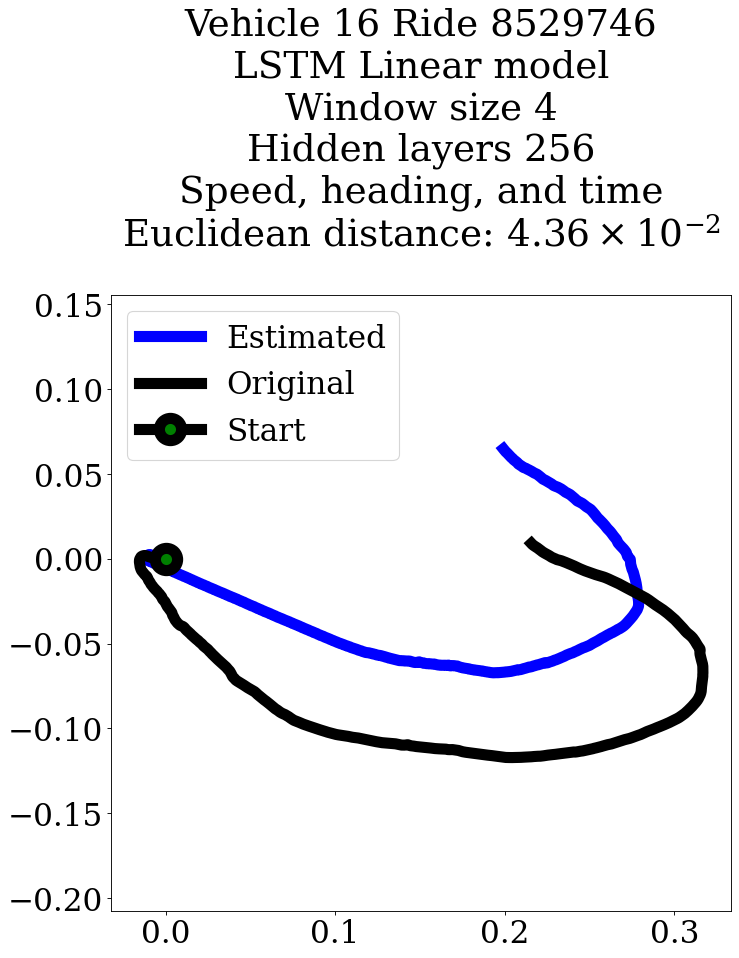 Vehicle 16 Ride 8529746
LSTM Linear model
Window size 4
Hidden layers 256
Speed, heading, and time
Euclidean distance: 4.36 × 10⁻²
0.15
0.10
0.05
0.00
−0.05
−0.10
−0.15
−0.20
Estimated
Original
Start
0.0 0.1 0.2 0.3